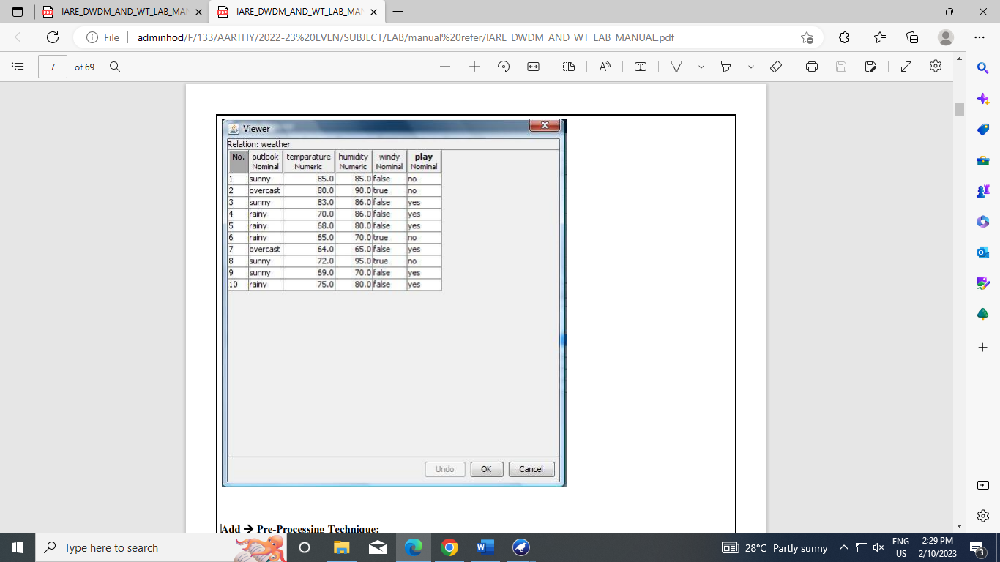 IARE_DWDM_AND_WT_LAB_MAN
IARE_DWDM_AND_WT_LAB_MAN
File
adminhod/F/133/AARTHY/2022-23%20EVEN/SUBJECT/LAB/manual%20refer/IARE_DWDM_AND_WT_LAB_MANUAL.pdf
7 of 69
Viewer
Relation: weather
No. outlook temparature humidity windy play
Nominal Numeric Numeric Nominal Nominal
1 sunny 85.0 85.0 false no
2 overcast 80.0 90.0 true no
3 sunny 83.0 86.0 false yes
4 rainy 70.0 86.0 false yes
5 rainy 68.0 80.0 false yes
6 rainy 65.0 70.0 true no
7 overcast 64.0 65.0 false yes
8 sunny 72.0 95.0 true no
9 sunny 69.0 70.0 false yes
10 rainy 75.0 80.0 false yes
Undo OK Cancel
Add → Pre-Processing Technique:
Type here to search
28°C Partly sunny
ENG
US
2:29 PM
2/10/2023
3